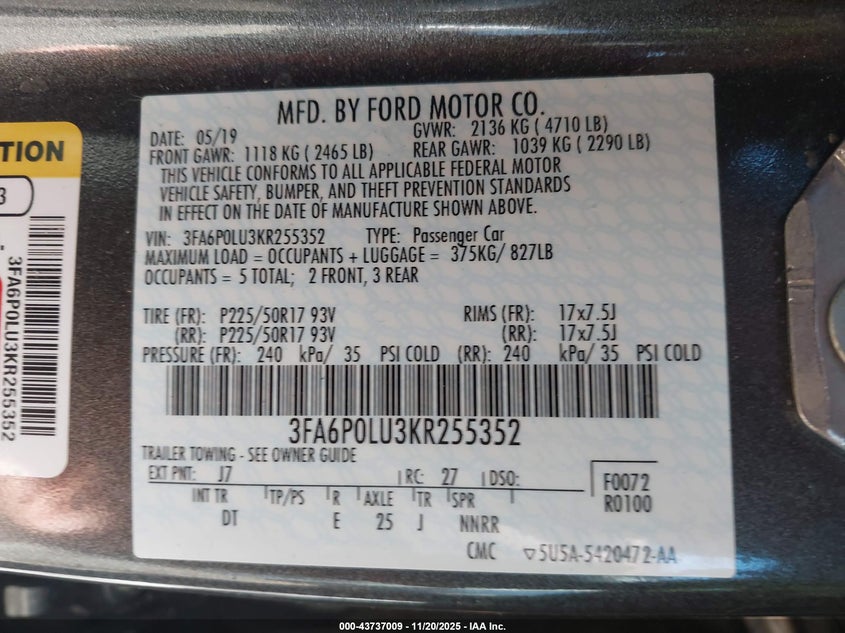 MFD. BY FORD MOTOR CO.
DATE: 05/19 GVWR: 2136 KG ( 4710 LB)
FRONT GAWR: 1118 KG ( 2465 LB) REAR GAWR: 1039 KG ( 2290 LB)
THIS VEHICLE CONFORMS TO ALL APPLICABLE FEDERAL MOTOR
VEHICLE SAFETY, BUMPER, AND THEFT PREVENTION STANDARDS
IN EFFECT ON THE DATE OF MANUFACTURE SHOWN ABOVE.
VIN: 3FA6P0LU3KR255352 TYPE: Passenger Car
MAXIMUM LOAD = OCCUPANTS + LUGGAGE = 375KG/ 827LB
OCCUPANTS = 5 TOTAL; 2 FRONT, 3 REAR
TIRE (FR): P225/50R17 93V RIMS (FR): 17x7.5J
(RR): P225/50R17 93V (RR): 17x7.5J
PRESSURE (FR): 240 kPa/ 35 PSI COLD (RR): 240 kPa/ 35 PSI COLD
3FA6P0LU3KR255352
TRAILER TOWING - SEE OWNER GUIDE
EXT PNT: J7 RC: 27 DSO: F0072
R0100
INT TR TP/PS R AXLE TR SPR
DT E 25 J NNRR
CMC ▽5U5A-5420472-AA
TION
3
3FA6P0LU3KR255352
000-43737009 - 11/20/2025 - IAA Inc.